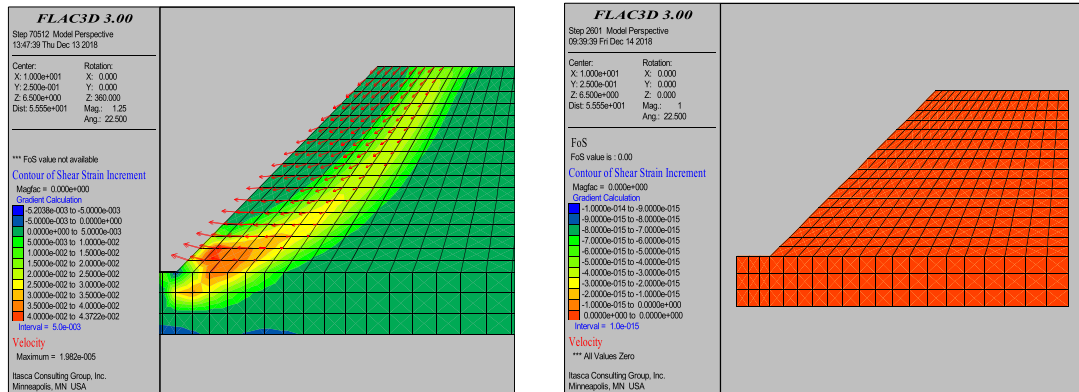 FLAC3D 3.00
Step 70512 Model Perspective
13:47:39 Thu Dec 13 2018
Center:
X: 1.000e+001
Y: 2.500e-001
Z: 6.500e+000
Dist: 5.555e+001
Rotation:
X: 0.000
Y: 0.000
Z: 360.000
Mag.: 1.25
Ang.: 22.500
*** FoS value not available
Contour of Shear Strain Increment
Magfac = 0.000e+000
Gradient Calculation
-5.2038e-003 to -5.0000e-003
-5.0000e-003 to 0.0000e+000
0.0000e+000 to 5.0000e-003
5.0000e-003 to 1.0000e-002
1.0000e-002 to 1.5000e-002
1.5000e-002 to 2.0000e-002
2.0000e-002 to 2.5000e-002
2.5000e-002 to 3.0000e-002
3.0000e-002 to 3.5000e-002
3.5000e-002 to 4.0000e-002
4.0000e-002 to 4.3722e-002
Interval = 5.0e-003
Velocity
Maximum = 1.982e-005
Itasca Consulting Group, Inc.
Minneapolis, MN USA
FLAC3D 3.00
Step 2601 Model Perspective
09:39:39 Fri Dec 14 2018
Center:
X: 1.000e+001
Y: 2.500e-001
Z: 6.500e+000
Dist: 5.555e+001
Rotation:
X: 0.000
Y: 0.000
Z: 0.000
Mag.: 1
Ang.: 22.500
FoS
FoS value is : 0.00
Contour of Shear Strain Increment
Magfac = 0.000e+000
Gradient Calculation
-1.0000e-014 to -9.0000e-015
-9.0000e-015 to -8.0000e-015
-8.0000e-015 to -7.0000e-015
-7.0000e-015 to -6.0000e-015
-6.0000e-015 to -5.0000e-015
-5.0000e-015 to -4.0000e-015
-4.0000e-015 to -3.0000e-015
-3.0000e-015 to -2.0000e-015
-2.0000e-015 to -1.0000e-015
-1.0000e-015 to 0.0000e+000
0.0000e+000 to 0.0000e+000
Interval = 1.0e-015
Velocity
*** All Values Zero
Itasca Consulting Group, Inc.
Minneapolis, MN USA